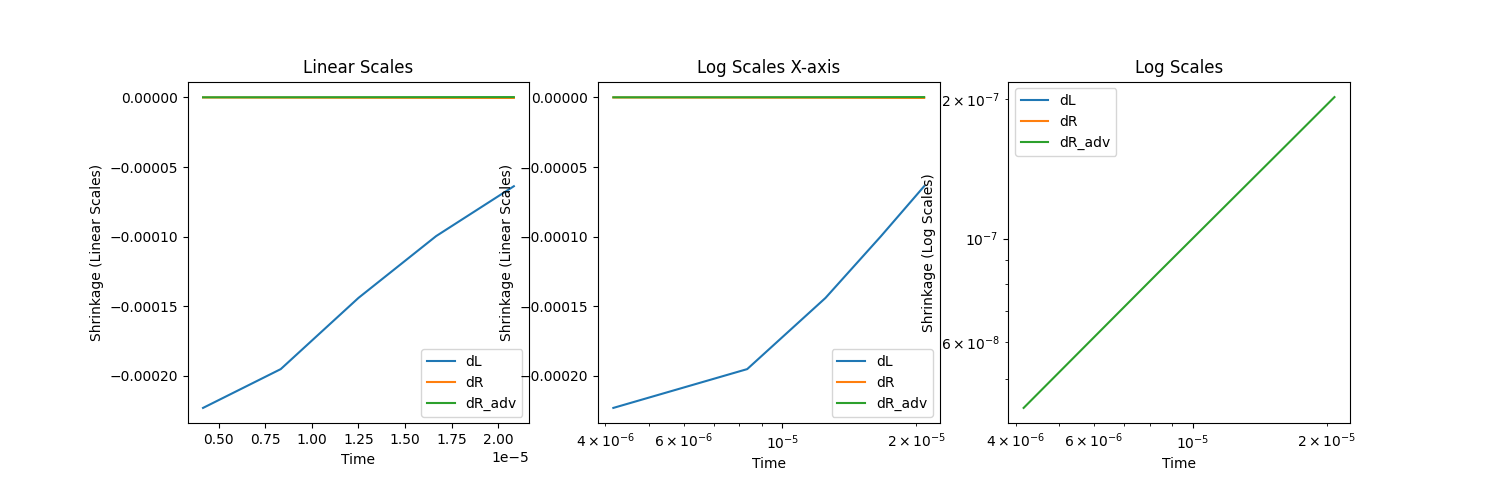 Linear Scales
Shrinkage (Linear Scales)
0.00000
−0.00005
−0.00010
−0.00015
−0.00020
dL
dR
dR_adv
0.50 0.75 1.00 1.25 1.50 1.75 2.00
1e−5
Time
Log Scales X-axis
Shrinkage (Linear Scales)
0.00000
−0.00005
−0.00010
−0.00015
−0.00020
dL
dR
dR_adv
4 × 10⁻⁶ 6 × 10⁻⁶ 10⁻⁵ 2 × 10⁻⁵
Time
Log Scales
Shrinkage (Log Scales)
2 × 10⁻⁷
10⁻⁷
6 × 10⁻⁸
dL
dR
dR_adv
4 × 10⁻⁶ 6 × 10⁻⁶ 10⁻⁵ 2 × 10⁻⁵
Time